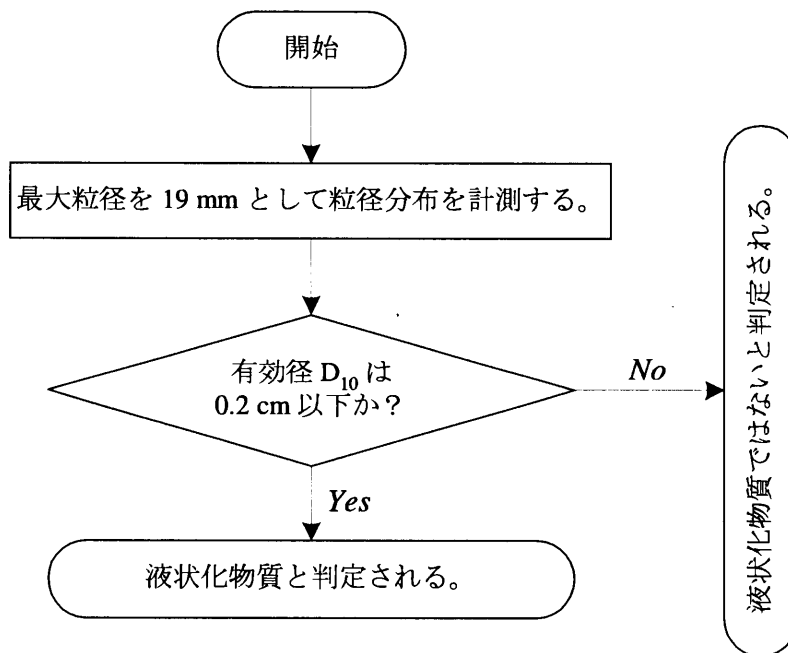 開始
最大粒径を 19 mm として粒径分布を計測する。
有効径 D₁₀ は
0.2 cm 以下か？
No
Yes
液状化物質と判定される。
液状化物質ではないと判定される。